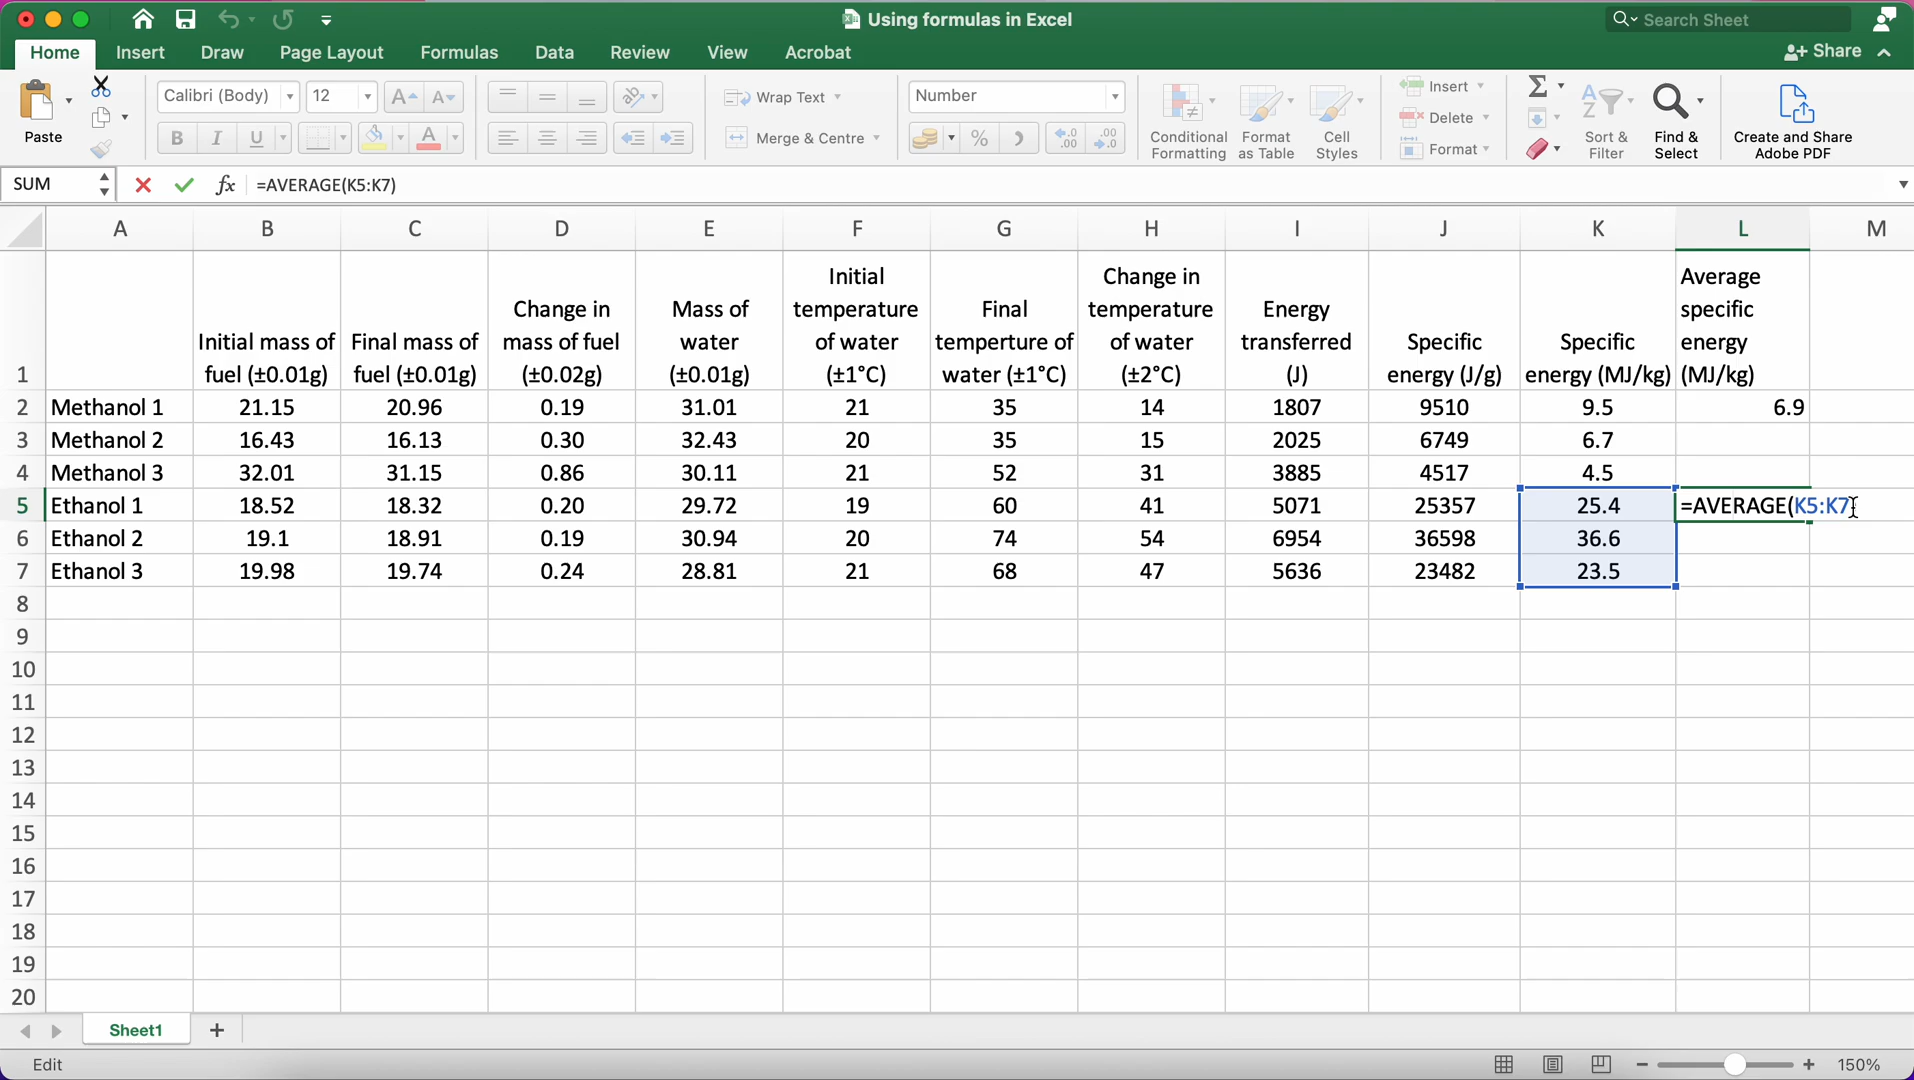 Using formulas in Excel
Search Sheet
Home Insert Draw Page Layout Formulas Data Review View Acrobat
Share
Paste
Calibri (Body) 12
B I U
Wrap Text
Merge & Centre
Number
Conditional Formatting
Format as Table
Cell Styles
Insert
Delete
Format
Sort & Filter
Find & Select
Create and Share Adobe PDF
SUM fx =AVERAGE(K5:K7)
A B C D E F G H I J K L M
1 Initial mass of fuel (±0.01g) Final mass of fuel (±0.01g) Change in mass of fuel (±0.02g) Mass of water (±0.01g) Initial temperature of water (±1°C) Final temperture of water (±1°C) Change in temperature of water (±2°C) Energy transferred (J) Specific energy (J/g) Specific energy (MJ/kg) Average specific energy (MJ/kg)
2 Methanol 1 21.15 20.96 0.19 31.01 21 35 14 1807 9510 9.5 6.9
3 Methanol 2 16.43 16.13 0.30 32.43 20 35 15 2025 6749 6.7
4 Methanol 3 32.01 31.15 0.86 30.11 21 52 31 3885 4517 4.5
5 Ethanol 1 18.52 18.32 0.20 29.72 19 60 41 5071 25357 25.4 =AVERAGE(K5:K7)
6 Ethanol 2 19.1 18.91 0.19 30.94 20 74 54 6954 36598 36.6
7 Ethanol 3 19.98 19.74 0.24 28.81 21 68 47 5636 23482 23.5
8
9
10
11
12
13
14
15
16
17
18
19
20
Sheet1
Edit
150%